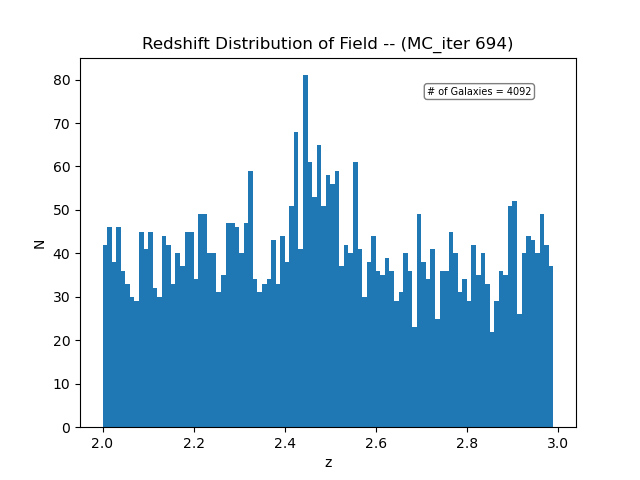 Redshift Distribution of Field -- (MC_iter 694)
# of Galaxies = 4092
80
70
60
50
40
30
20
10
0
N
2.0 2.2 2.4 2.6 2.8 3.0
z